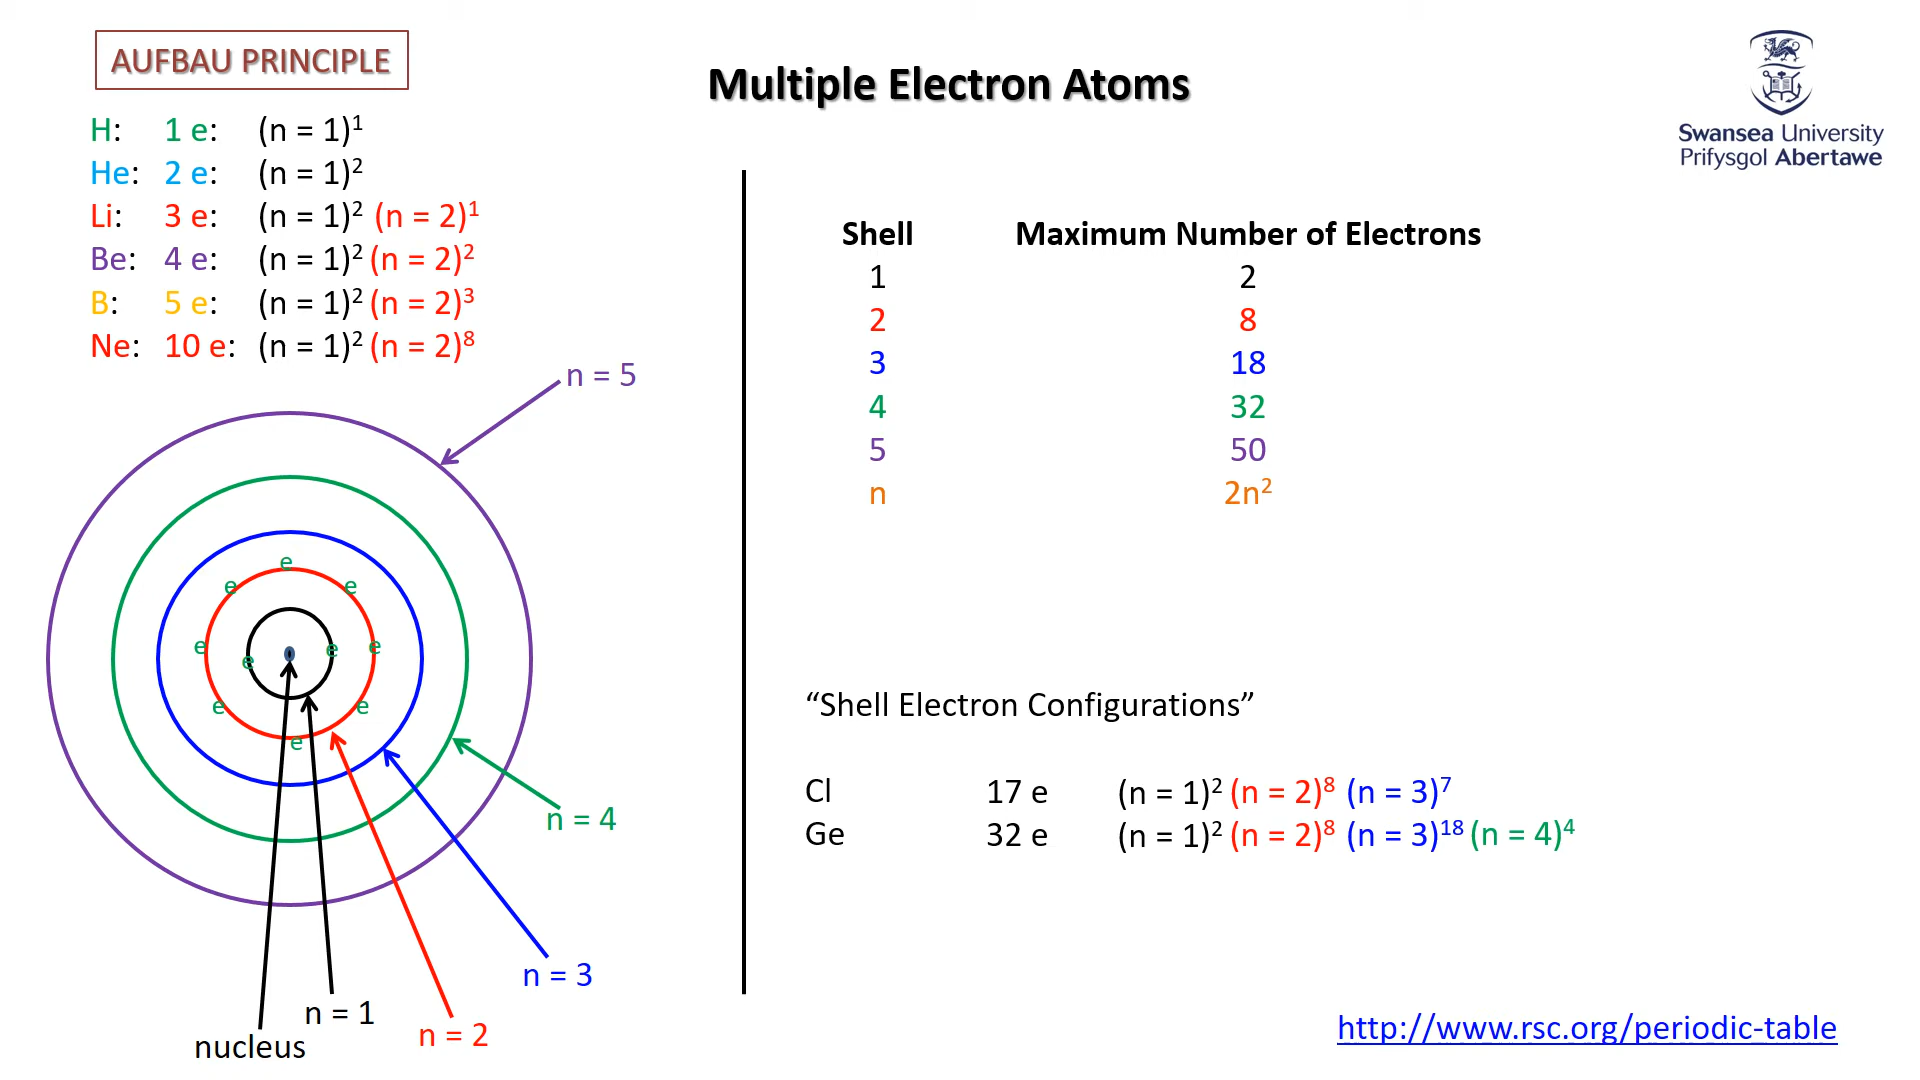 AUFBAU PRINCIPLE
Multiple Electron Atoms
Swansea University
Prifysgol Abertawe
H: 1 e: (n = 1)¹
He: 2 e: (n = 1)²
Li: 3 e: (n = 1)² (n = 2)¹
Be: 4 e: (n = 1)² (n = 2)²
B: 5 e: (n = 1)² (n = 2)³
Ne: 10 e: (n = 1)² (n = 2)⁸
n = 5
e
e
e
e
e
e
e
e
e
e
n = 4
n = 3
n = 1
n = 2
nucleus
Shell Maximum Number of Electrons
1 2
2 8
3 18
4 32
5 50
n 2n²
“Shell Electron Configurations”
Cl 17 e (n = 1)² (n = 2)⁸ (n = 3)⁷
Ge 32 e (n = 1)² (n = 2)⁸ (n = 3)¹⁸ (n = 4)⁴
http://www.rsc.org/periodic-table